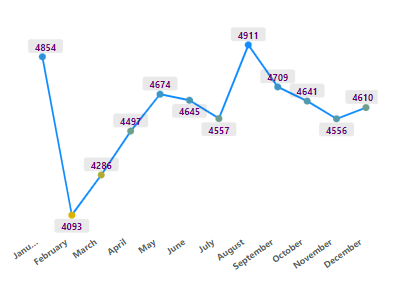 4854
4093
4286
4497
4674
4645
4557
4911
4709
4641
4556
4610
Janu...
February
March
April
May
June
July
August
September
October
November
December